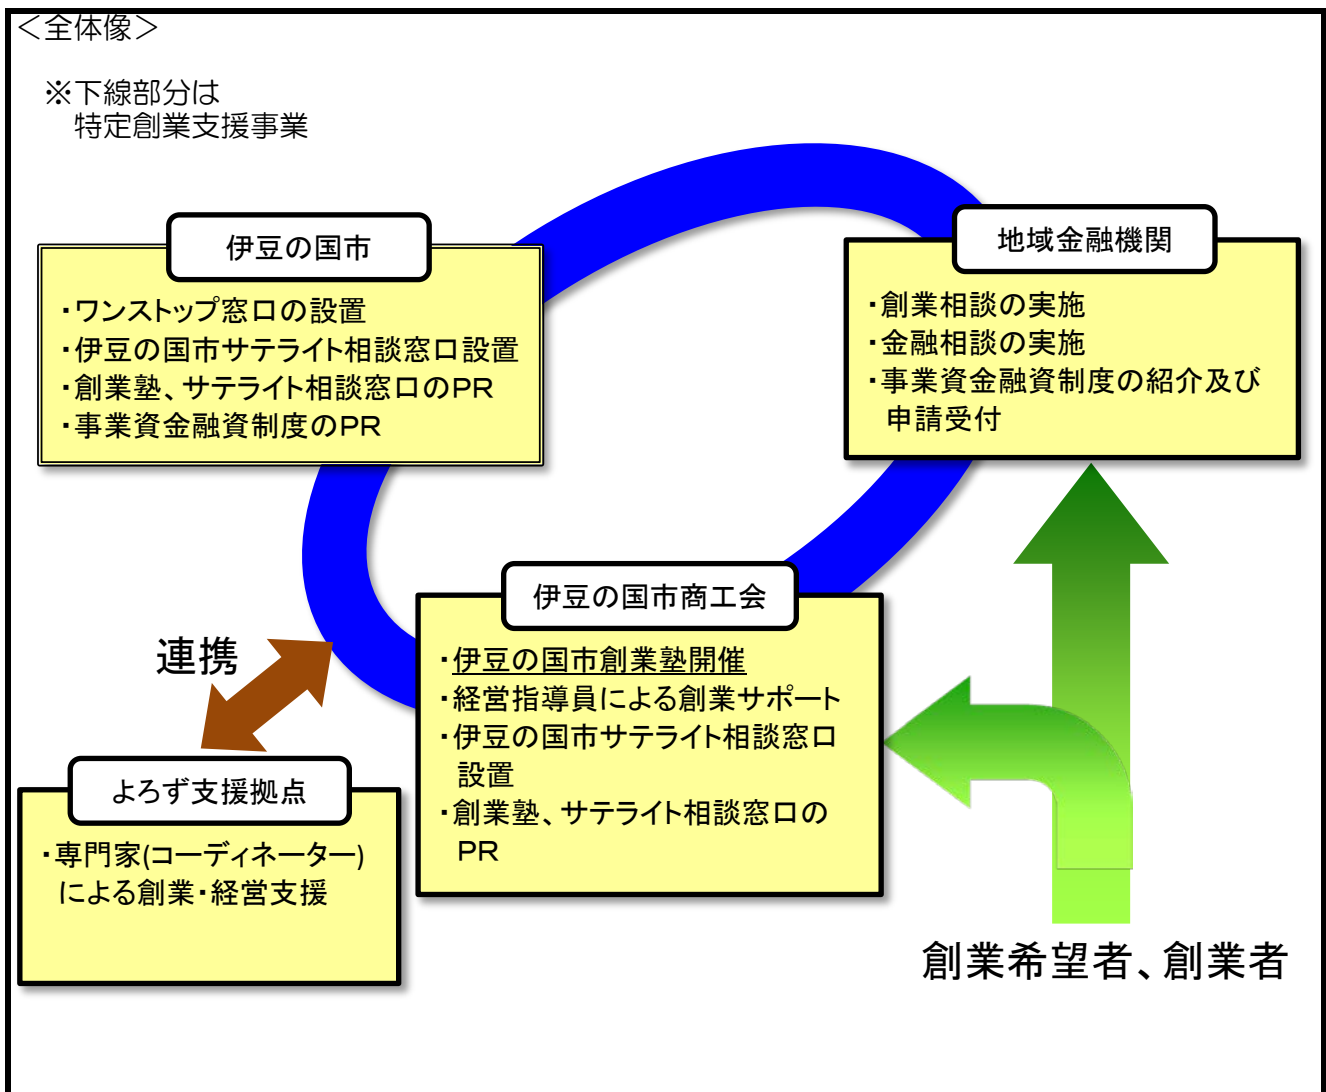 ＜全体像＞
※下線部分は
特定創業支援事業
伊豆の国市
・ワンストップ窓口の設置
・伊豆の国市サテライト相談窓口設置
・創業塾、サテライト相談窓口のPR
・事業資金融資制度のPR
地域金融機関
・創業相談の実施
・金融相談の実施
・事業資金融資制度の紹介及び
申請受付
伊豆の国市商工会
・伊豆の国市創業塾開催
・経営指導員による創業サポート
・伊豆の国市サテライト相談窓口
設置
・創業塾、サテライト相談窓口の
PR
連携
よろず支援拠点
・専門家(コーディネーター)
による創業・経営支援
創業希望者、創業者